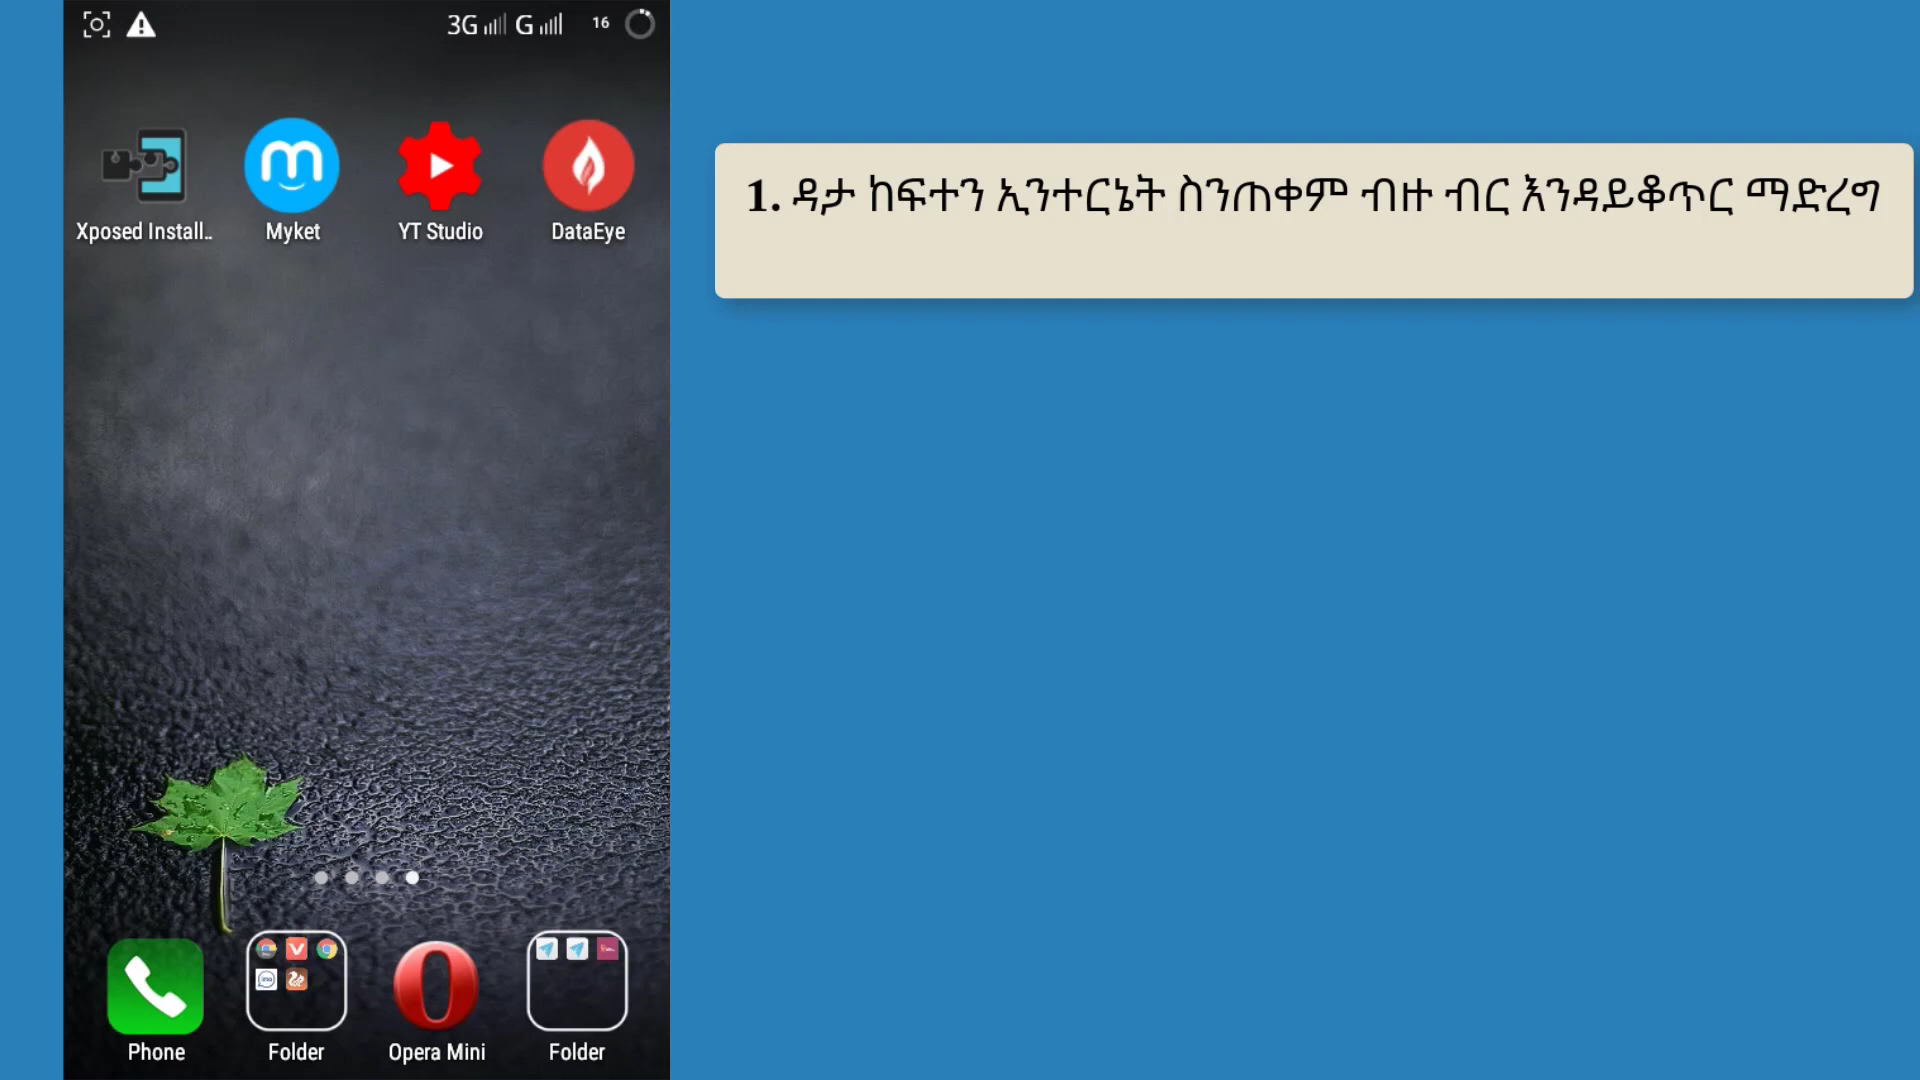 3G G 16
Xposed Install.. Myket YT Studio DataEye
1. ዳታ ከፍተን ኢንተርኔት ስንጠቀም ብዙ ብር እንዳይቆጥር ማድረግ
Phone Folder Opera Mini Folder